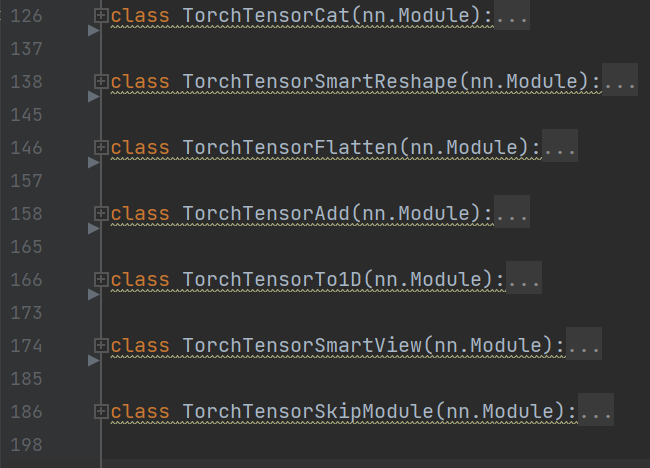 126 class TorchTensorCat(nn.Module):...
137
138 class TorchTensorSmartReshape(nn.Module):...
145
146 class TorchTensorFlatten(nn.Module):...
157
158 class TorchTensorAdd(nn.Module):...
165
166 class TorchTensorTo1D(nn.Module):...
173
174 class TorchTensorSmartView(nn.Module):...
185
186 class TorchTensorSkipModule(nn.Module):...
198